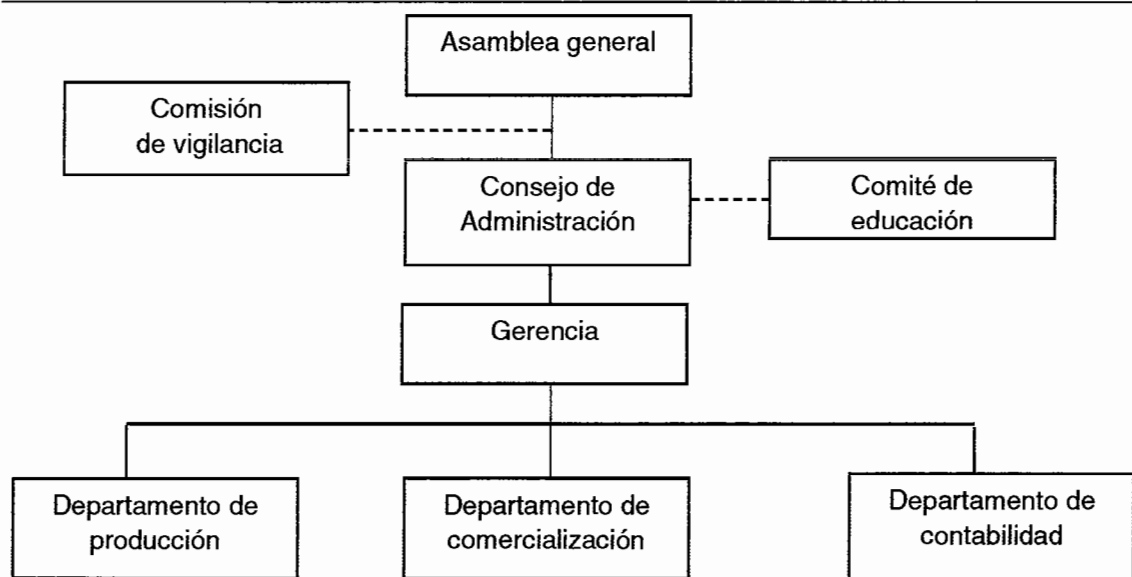 Asamblea general
Comisión
de vigilancia
Consejo de
Administración
Comité de
educación
Gerencia
Departamento de
producción
Departamento de
comercialización
Departamento de
contabilidad